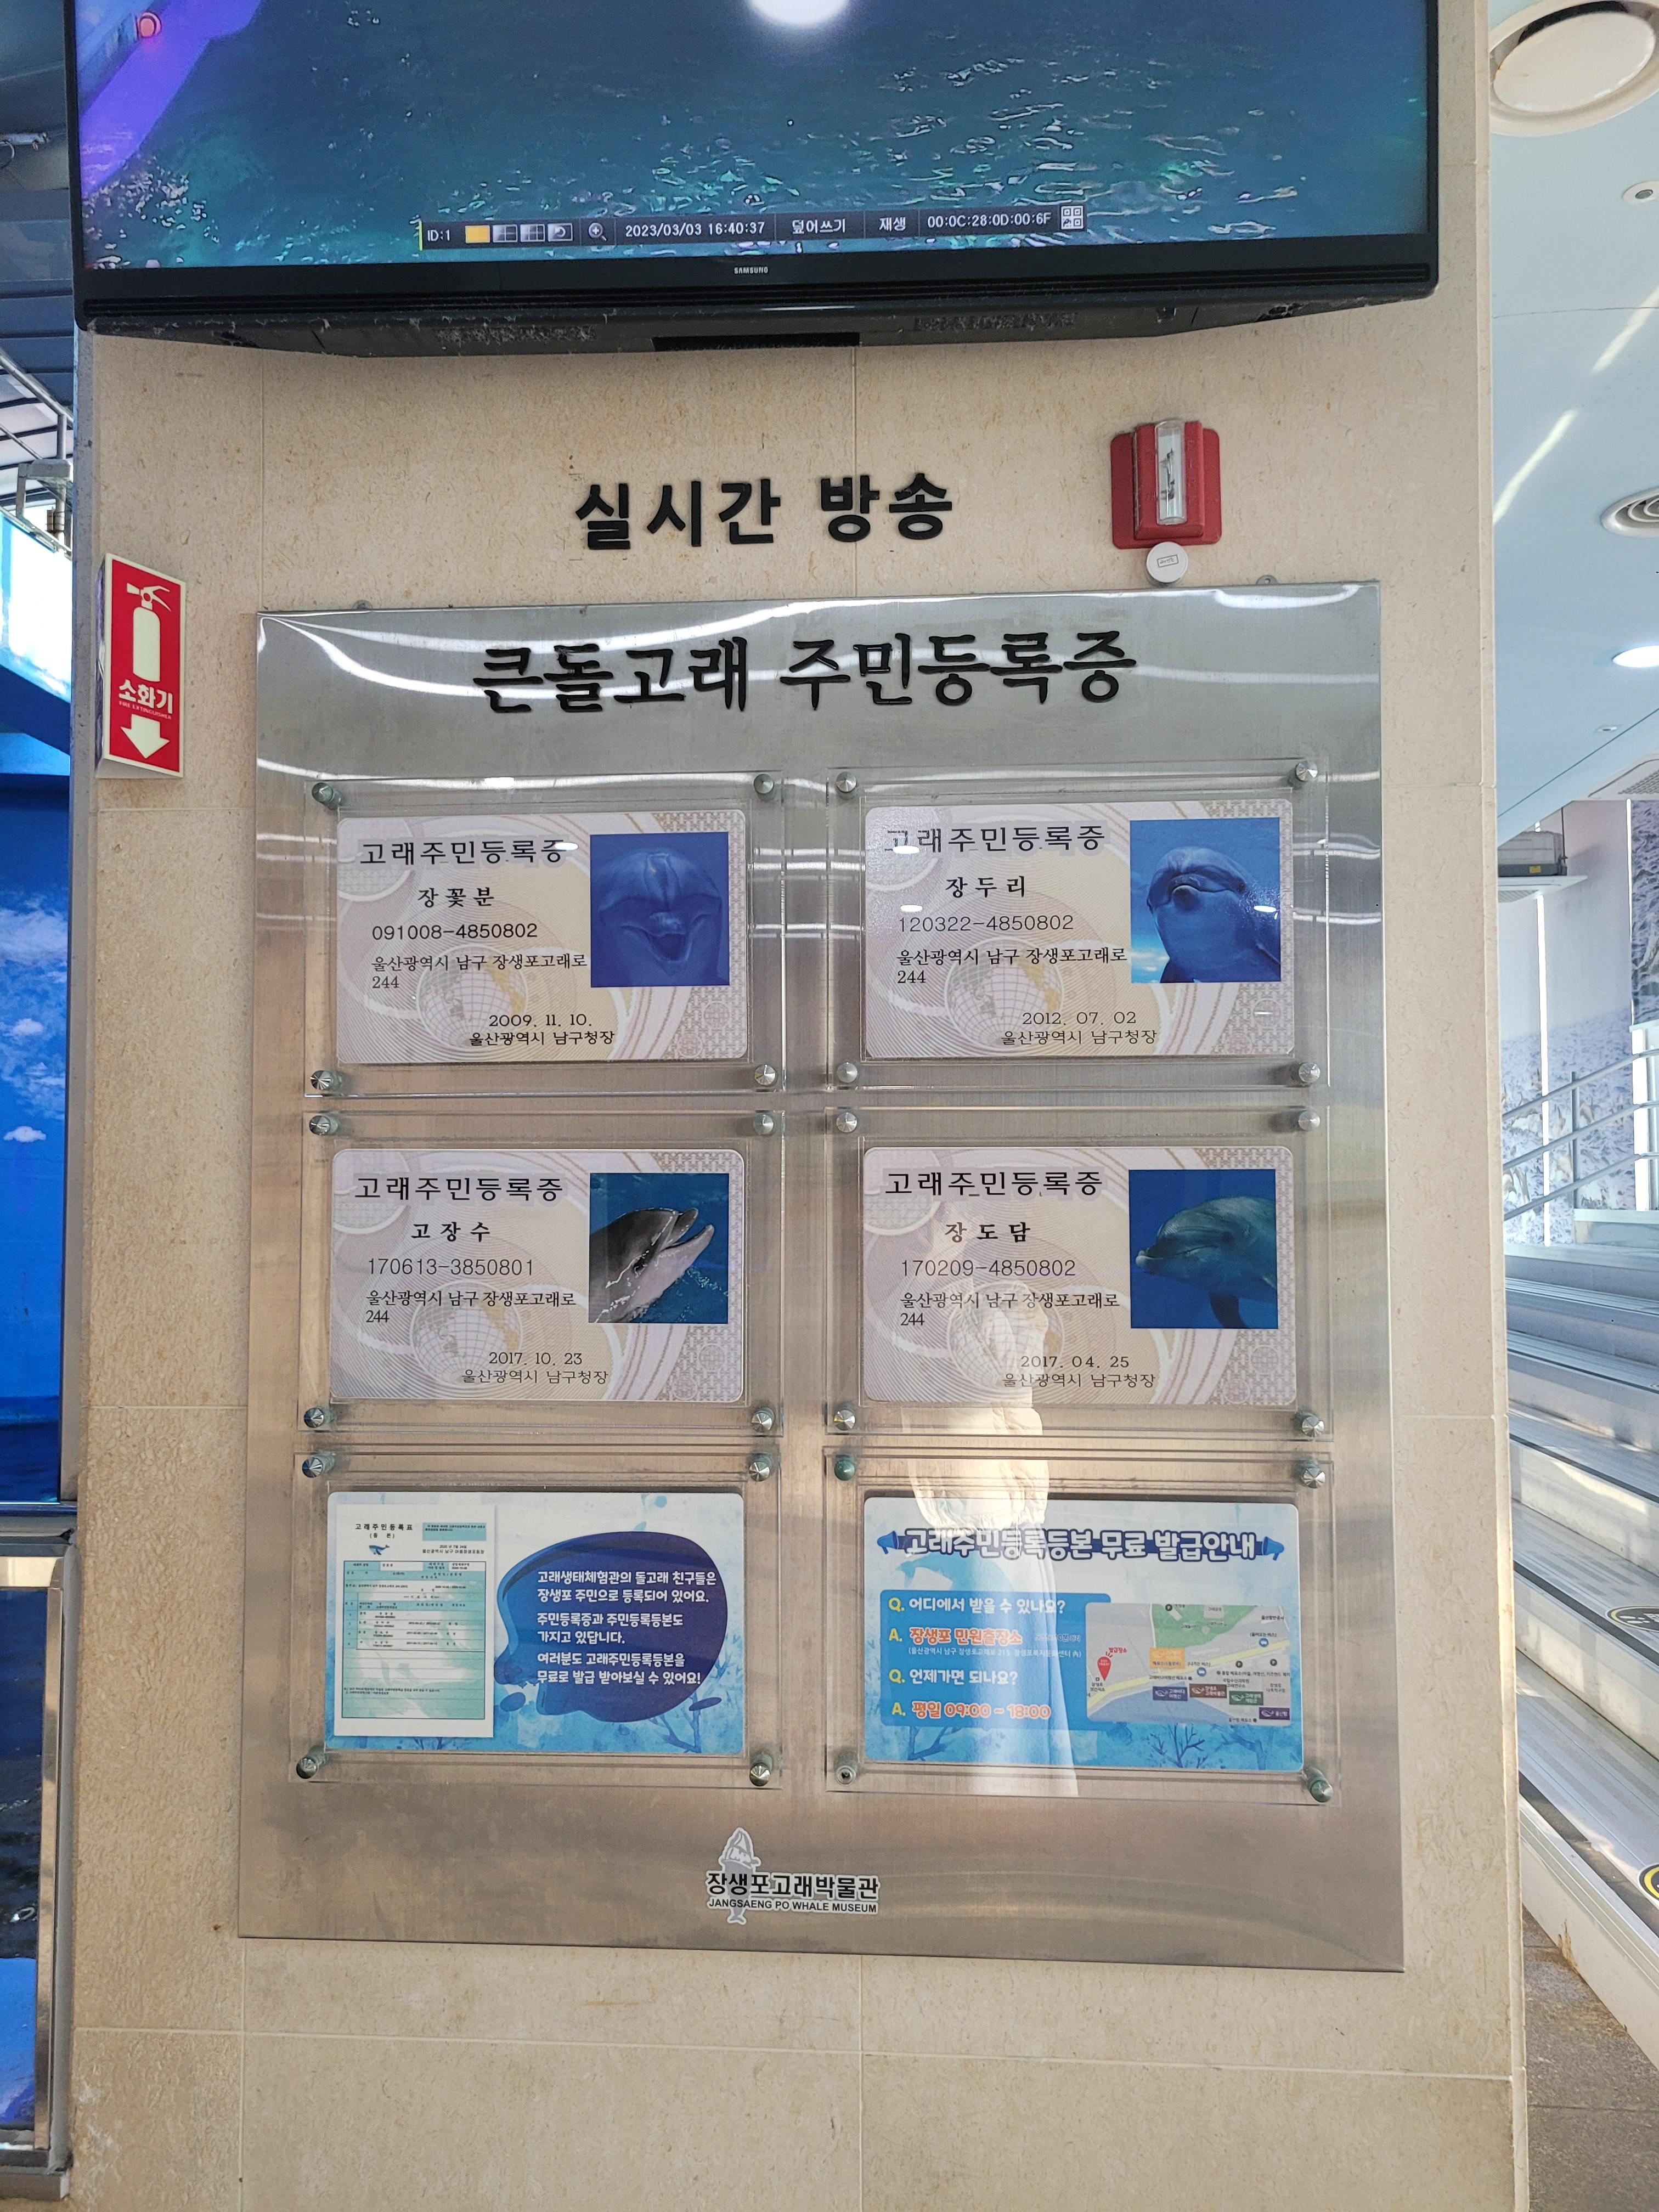 ID:1 2023/03/03 16:40:37 덮어쓰기 재생 00:0C:28:0D:00:6F
SAMSUNG
실시간 방송
소화기
FIRE EXTINGUISHER
큰돌고래 주민등록증
고래주민등록증
장꽃분
091008-4850802
울산광역시 남구 장생포고래로
244
2009. 11. 10.
울산광역시 남구청장
고래주민등록증
장두리
120322-4850802
울산광역시 남구 장생포고래로
244
2012. 07. 02
울산광역시 남구청장
고래주민등록증
고장수
170613-3850801
울산광역시 남구 장생포고래로
244
2017. 10. 23
울산광역시 남구청장
고래주민등록증
장도담
170209-4850802
울산광역시 남구 장생포고래로
244
2017. 04. 25
울산광역시 남구청장
고래주민등록표
고래생태체험관의 돌고래 친구들은
장생포 주민으로 등록되어 있어요.
주민등록증과 주민등록등본도
가지고 있답니다.
여러분도 고래주민등록등본을
무료로 발급 받아보실 수 있어요!
고래주민등록등본 무료 발급안내
Q. 어디에서 받을 수 있나요?
A. 장생포 민원출장소
Q. 언제가면 되나요?
A. 평일 09:00 ~ 18:00
장생포고래박물관
JANGSAENG PO WHALE MUSEUM